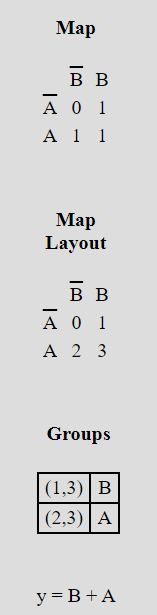 Map
B̅ B
A̅ 0 1
A 1 1
Map
Layout
B̅ B
A̅ 0 1
A 2 3
Groups
(1,3) B
(2,3) A
y = B + A